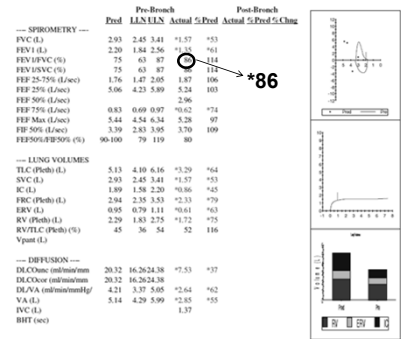 Pre-Bronch Post-Bronch
Pred LLN ULN Actual %Pred Actual %Pred %Chng
---- SPIROMETRY ----
FVC (L) 2.93 2.45 3.41 *1.57 *53
FEV1 (L) 2.20 1.84 2.56 *1.35 *61
FEV1/FVC (%) 75 63 87 86 114
FEV1/SVC (%) 75 63 87 86 114
FEF 25-75% (L/sec) 1.76 1.47 2.05 1.87 106
FEF 25% (L/sec) 5.06 4.23 5.89 5.24 103
FEF 50% (L/sec) 2.96
FEF 75% (L/sec) 0.83 0.69 0.97 *0.62 *74
FEF Max (L/sec) 5.44 4.54 6.34 5.28 97
FIF 50% (L/sec) 3.39 2.83 3.95 3.70 109
FEF50%/FIF50% (%) 90-100 79 119 80
*86
---- LUNG VOLUMES
TLC (Pleth) (L) 5.13 4.10 6.16 *3.29 *64
SVC (L) 2.93 2.45 3.41 *1.57 *53
IC (L) 1.89 1.58 2.20 *0.86 *45
FRC (Pleth) (L) 2.94 2.35 3.53 *2.33 *79
ERV (L) 0.95 0.79 1.11 *0.61 *63
RV (Pleth) (L) 2.29 1.83 2.75 *1.72 *75
RV/TLC (Pleth) (%) 45 36 54 52 116
Vpant (L)
---- DIFFUSION ----
DLCOunc (ml/min/mm 20.32 16.2624.38 *7.53 *37
DLCOcor (ml/min/mm 20.32 16.2624.38
DL/VA (ml/min/mmHg/ 4.21 3.37 5.05 *2.64 *62
VA (L) 5.14 4.29 5.99 *2.85 *55
IVC (L) 1.37
BHT (sec)
Volume (L)
RV ERV IC